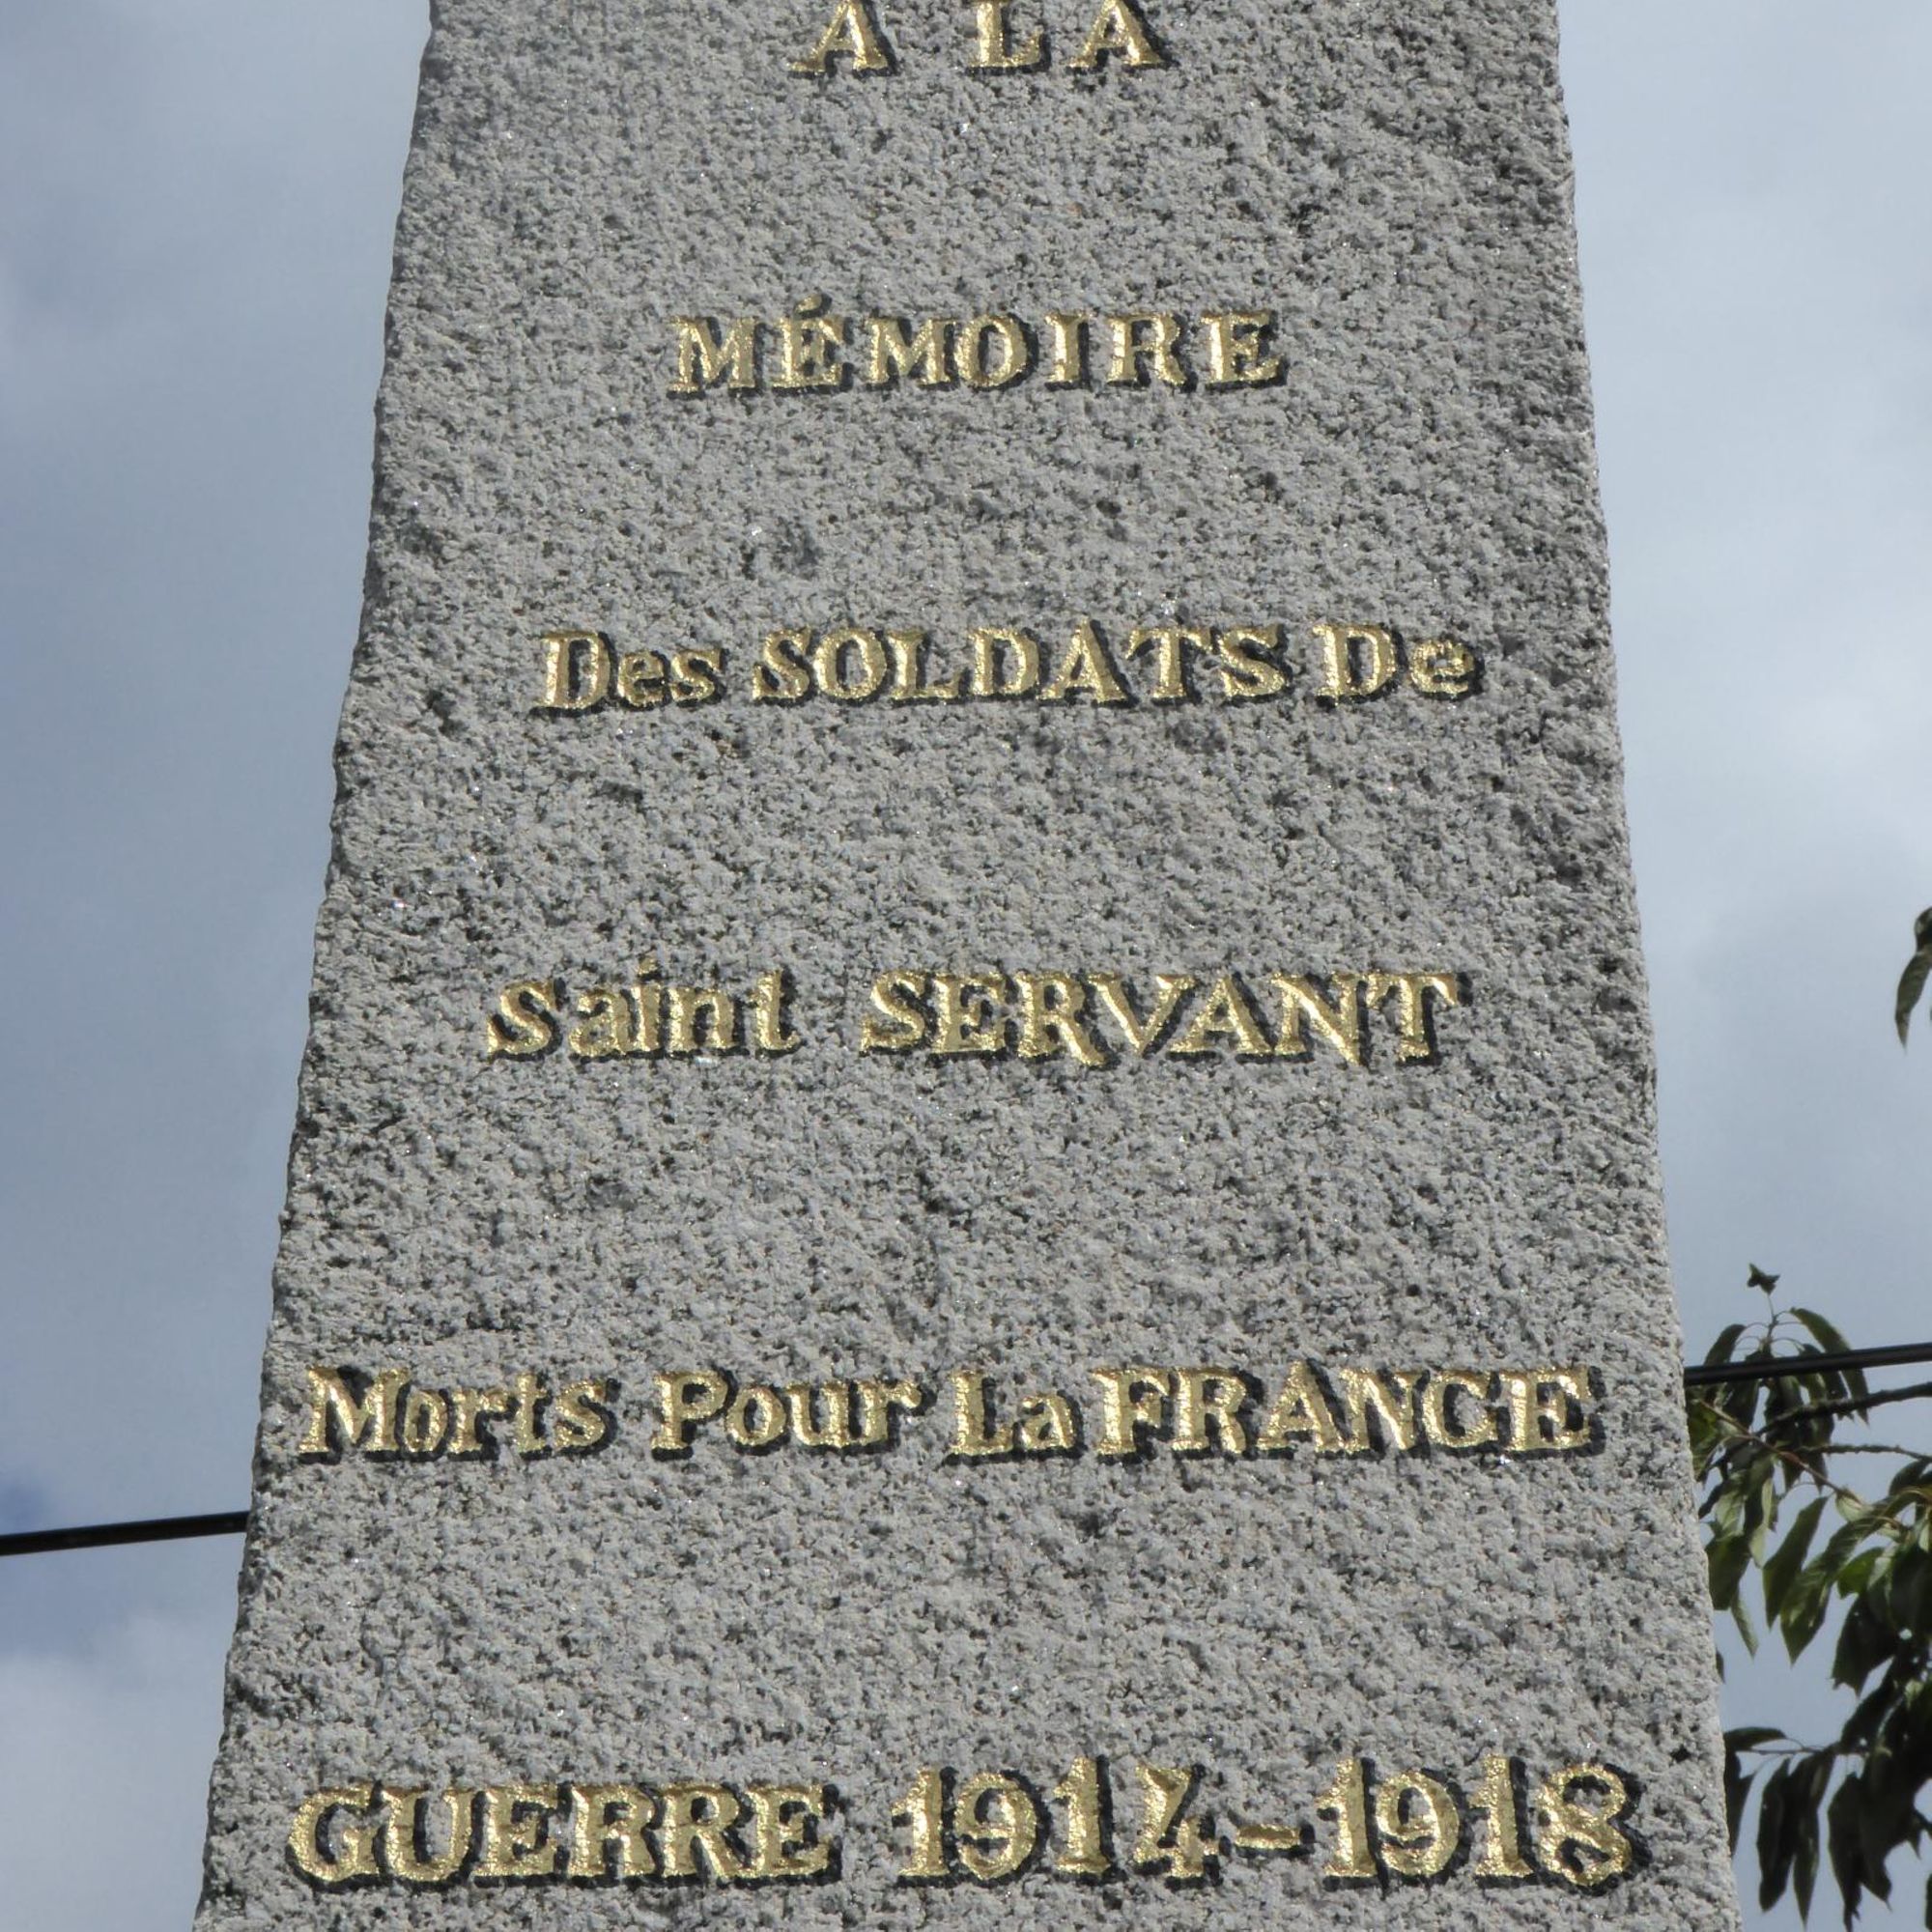 A LA
MÉMOIRE
Des SOLDATS De
Saint SERVANT
Morts Pour La FRANCE
GUERRE 1914-1918